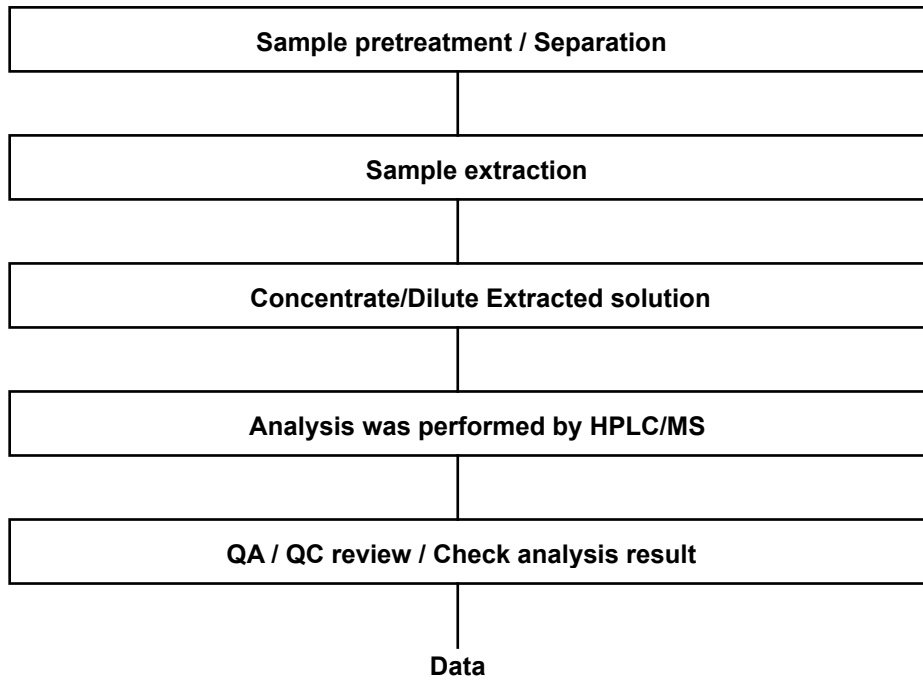 Sample pretreatment / Separation
Sample extraction
Concentrate/Dilute Extracted solution
Analysis was performed by HPLC/MS
QA / QC review / Check analysis result
Data